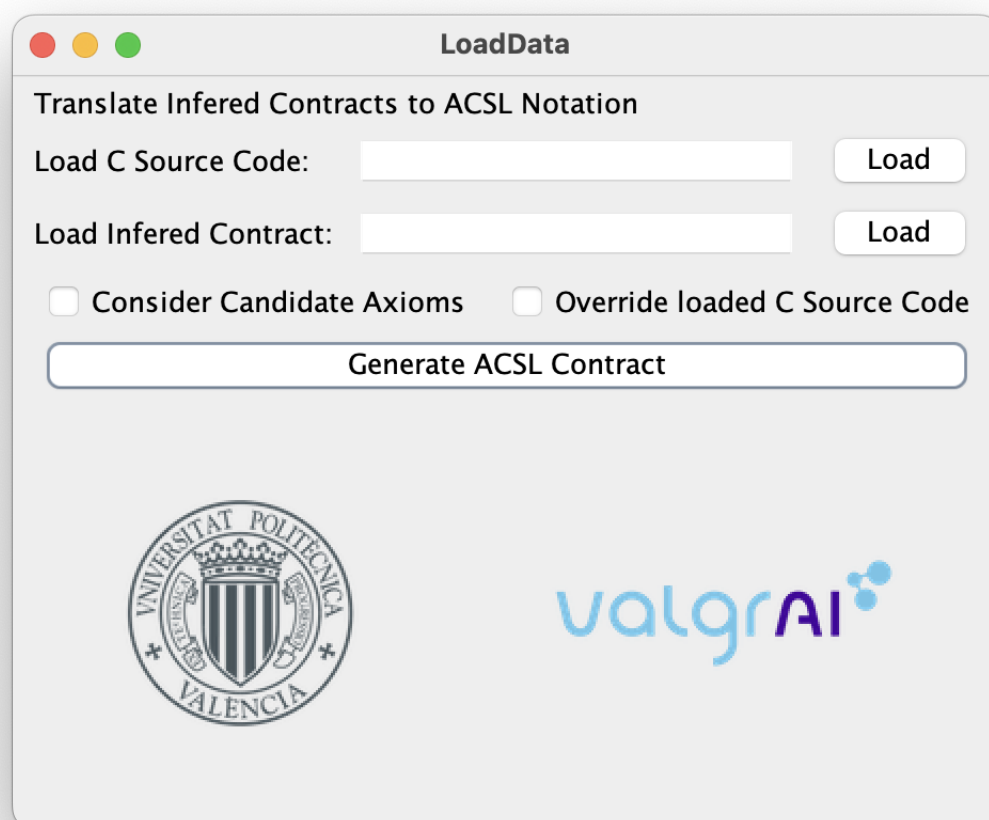 LoadData
Translate Infered Contracts to ACSL Notation
Load C Source Code: Load
Load Infered Contract: Load
Consider Candidate Axioms Override loaded C Source Code
Generate ACSL Contract
VNIVERSITAT POLITÈCNICA
VALÈNCIA
valgrAI